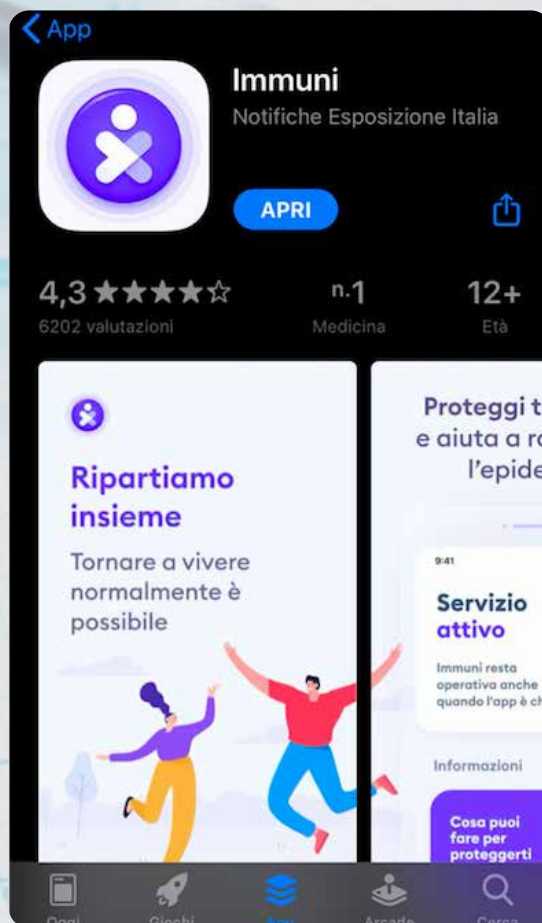 App
Immuni
Notifiche Esposizione Italia
APRI
4,3
n.1
12+
6202 valutazioni
Medicina
Età
Ripartiamo
insieme
Tornare a vivere
normalmente è
possibile
Proteggi t
e aiuta a r
l'epide
9:41
Servizio
attivo
Immuni resta
operativa anche
quando l'app è ch
Informazioni
Cosa puoi
fare per
proteggerti
Oggi
Giochi
App
Arcade
Cerca